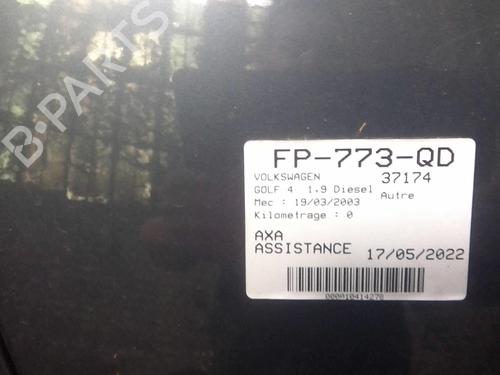 B-PARTS
FP-773-QD
VOLKSWAGEN 37174
GOLF 4 1.9 Diesel Autre
Mec : 19/03/2003
Kilometrage : 0
AXA
ASSISTANCE 17/05/2022
000A10414270